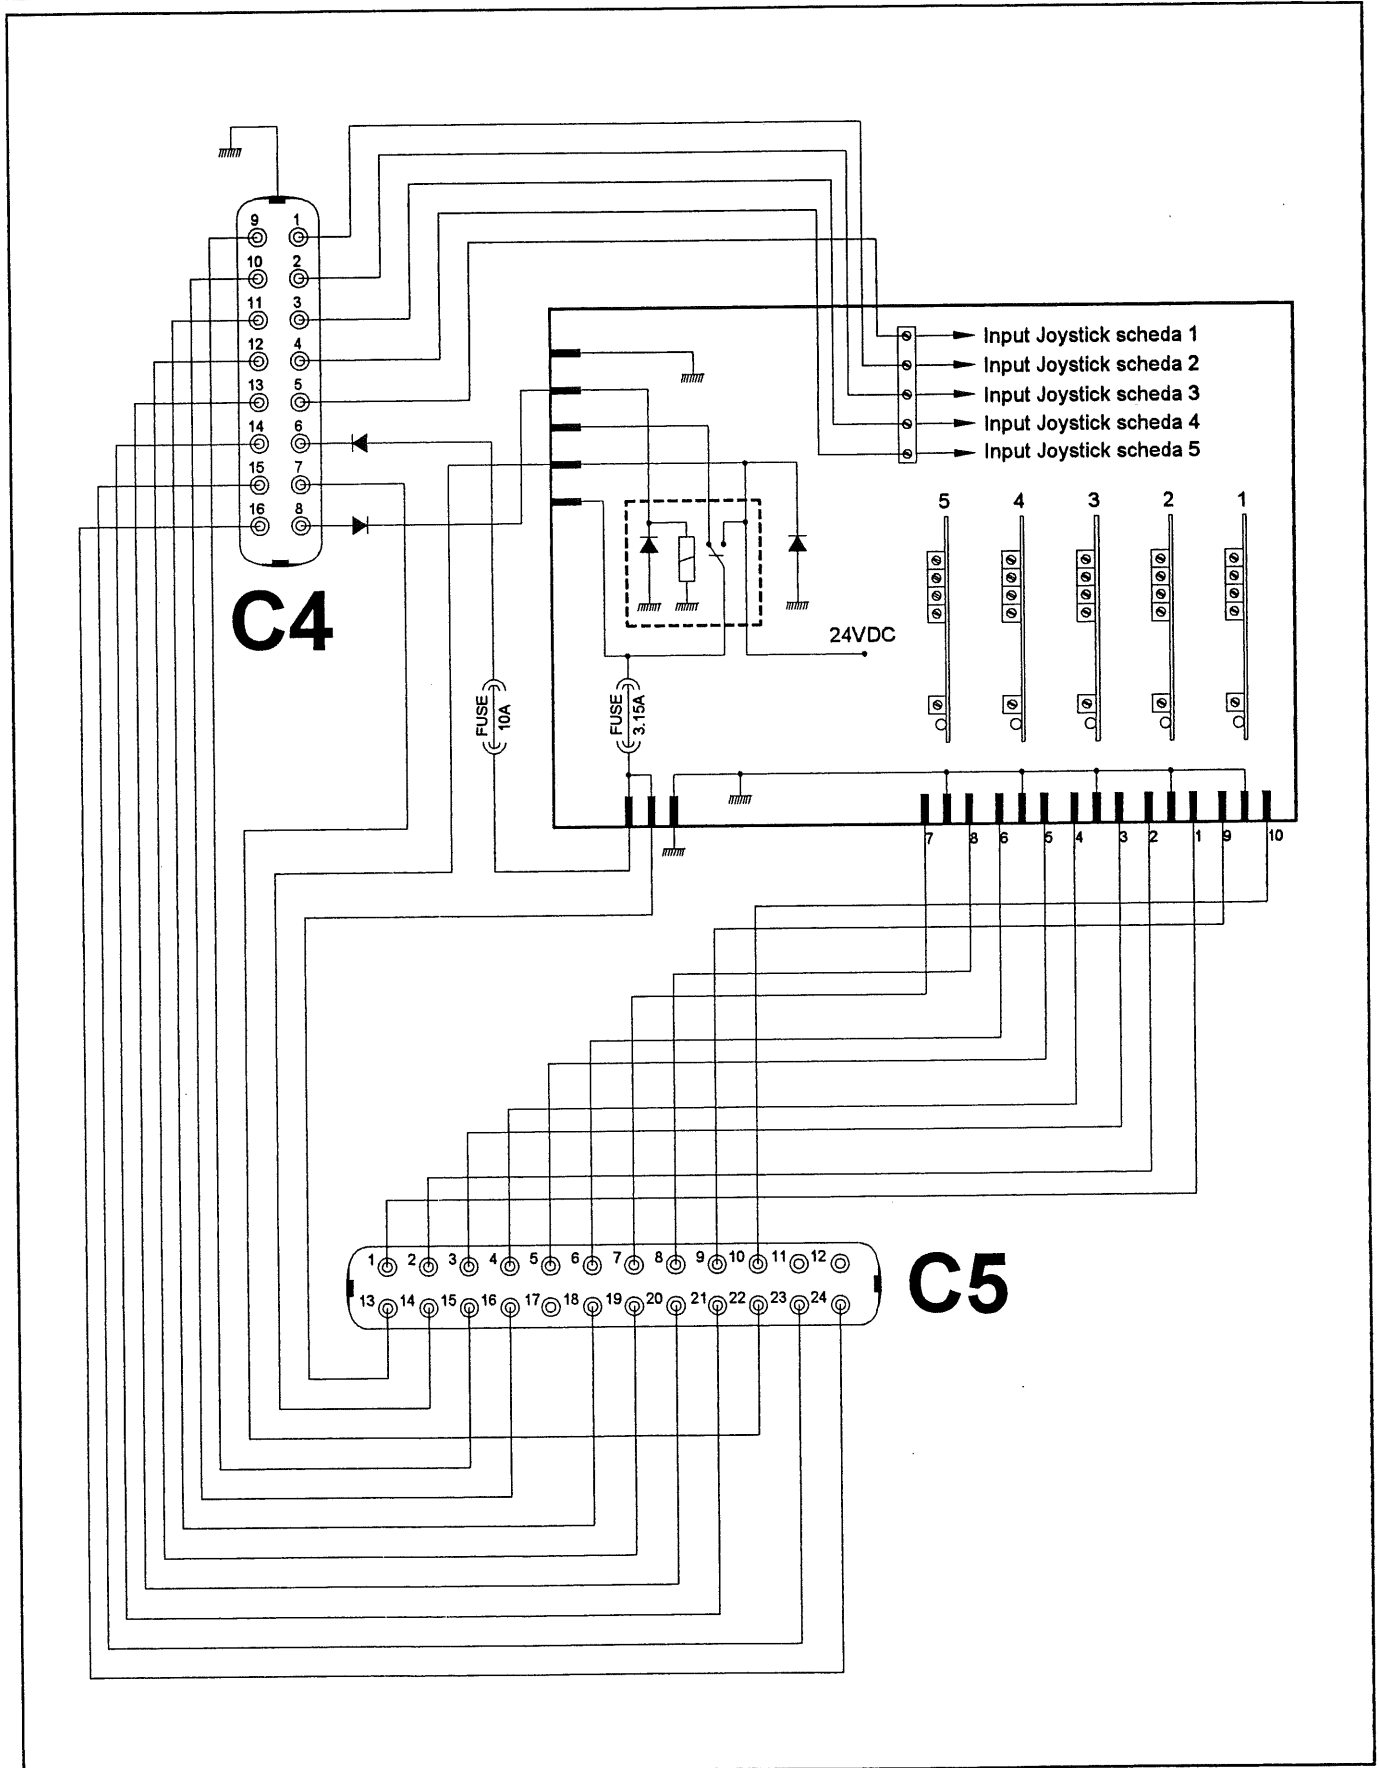 9 1
10 2
11 3
12 4
13 5
14 6
15 7
16 8
C4
Input Joystick scheda 1
Input Joystick scheda 2
Input Joystick scheda 3
Input Joystick scheda 4
Input Joystick scheda 5
5 4 3 2 1
24VDC
FUSE
10A
FUSE
3.15A
7 8 6 5 4 3 2 1 9 10
1 2 3 4 5 6 7 8 9 10 11 12
13 14 15 16 17 18 19 20 21 22 23 24
C5